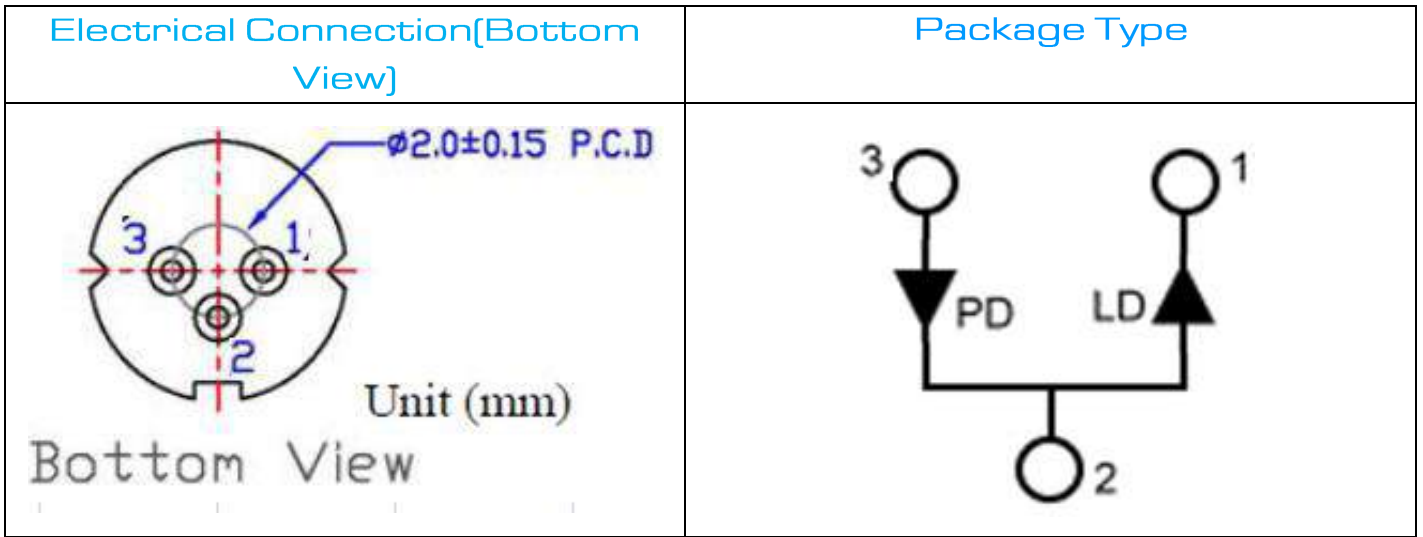 Electrical Connection(Bottom
View)
Package Type
ø2.0±0.15 P.C.D
3
1
2
Unit (mm)
Bottom View
3
1
PD
LD
2